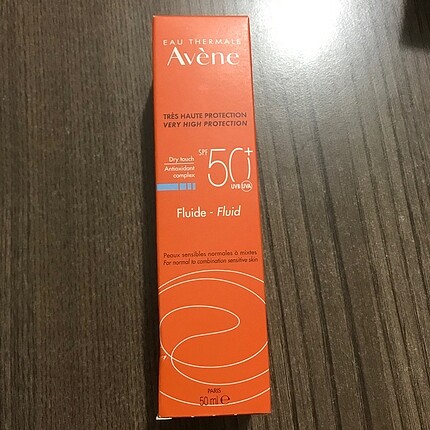 EAU THERMALE
Avène
TRÈS HAUTE PROTECTION
VERY HIGH PROTECTION
Dry touch
Antioxidant
complex
SPF
50+
UVB UVA
Fluide - Fluid
Peaux sensibles normales à mixtes
For normal to combination sensitive skin
PARIS
50 ml e